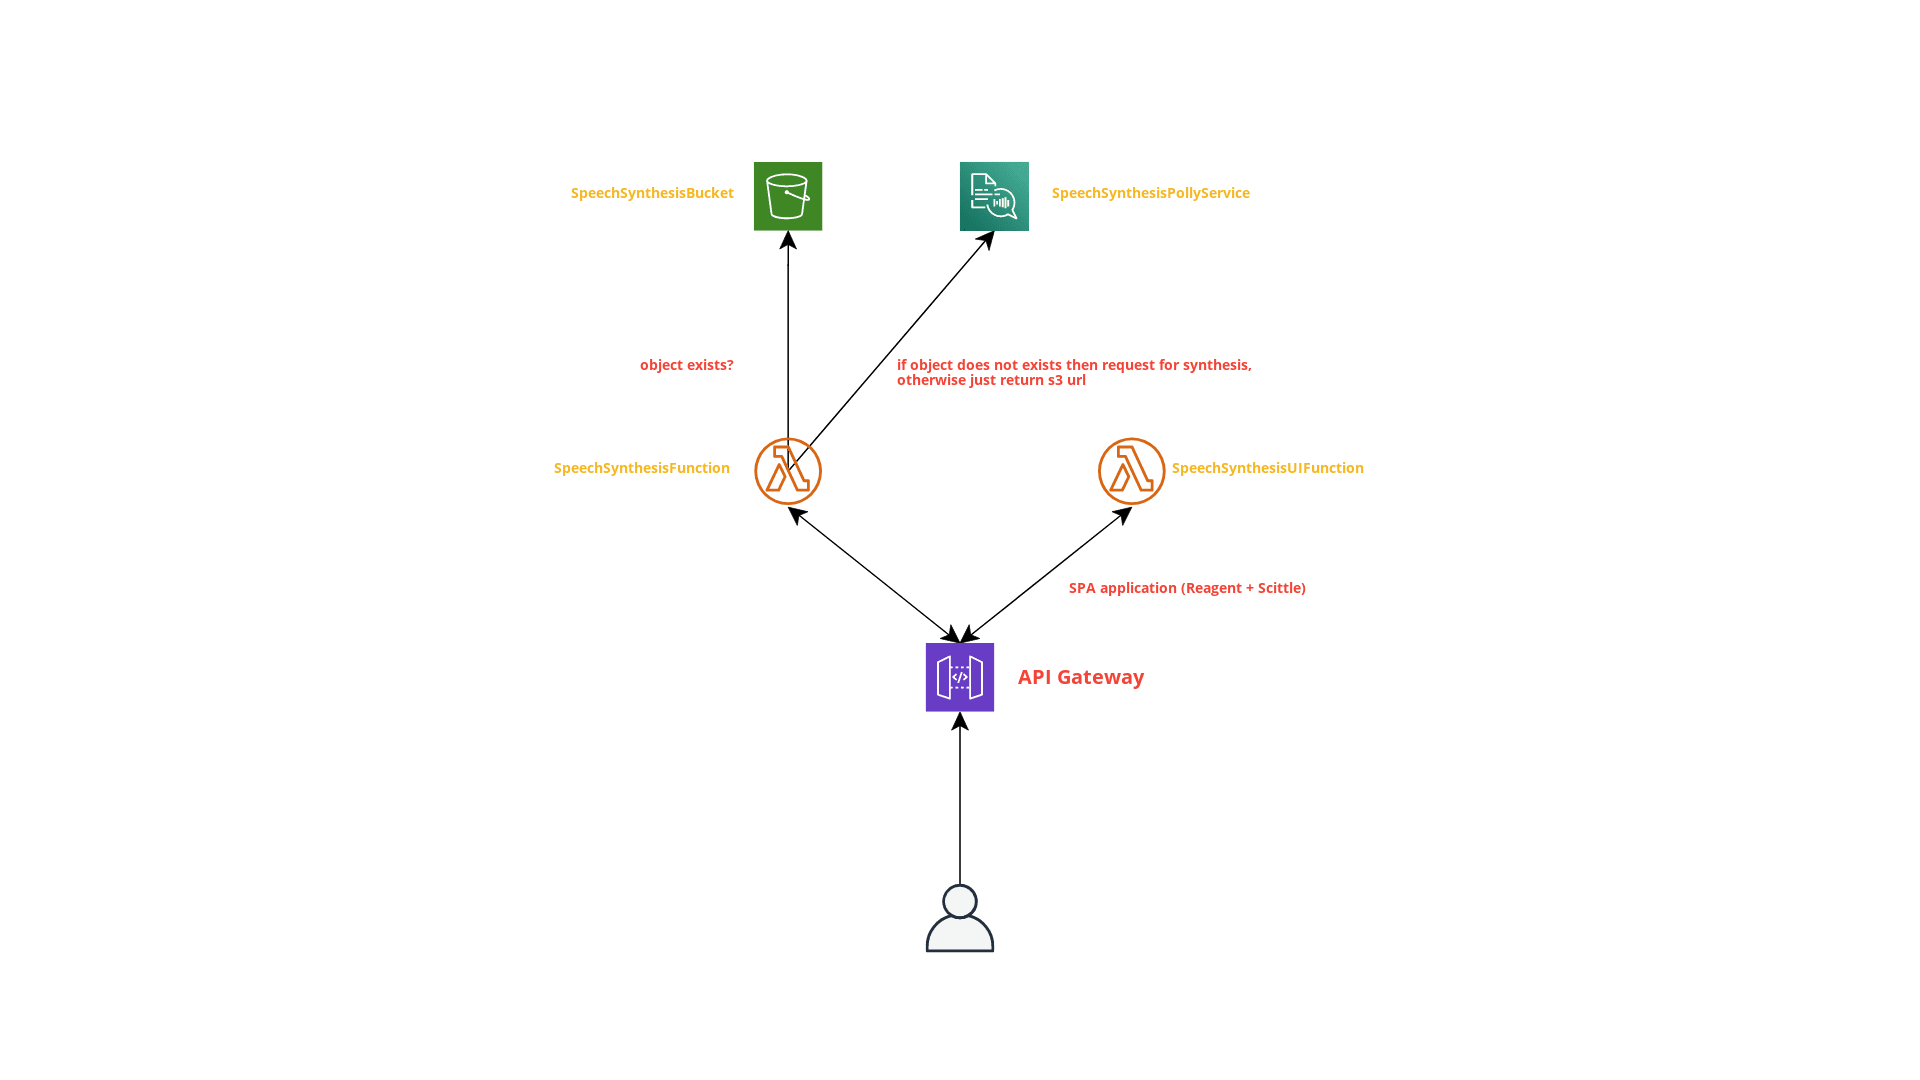 SpeechSynthesisBucket
SpeechSynthesisPollyService
object exists?
if object does not exists then request for synthesis,
otherwise just return s3 url
SpeechSynthesisFunction
SpeechSynthesisUIFunction
SPA application (Reagent + Scittle)
API Gateway